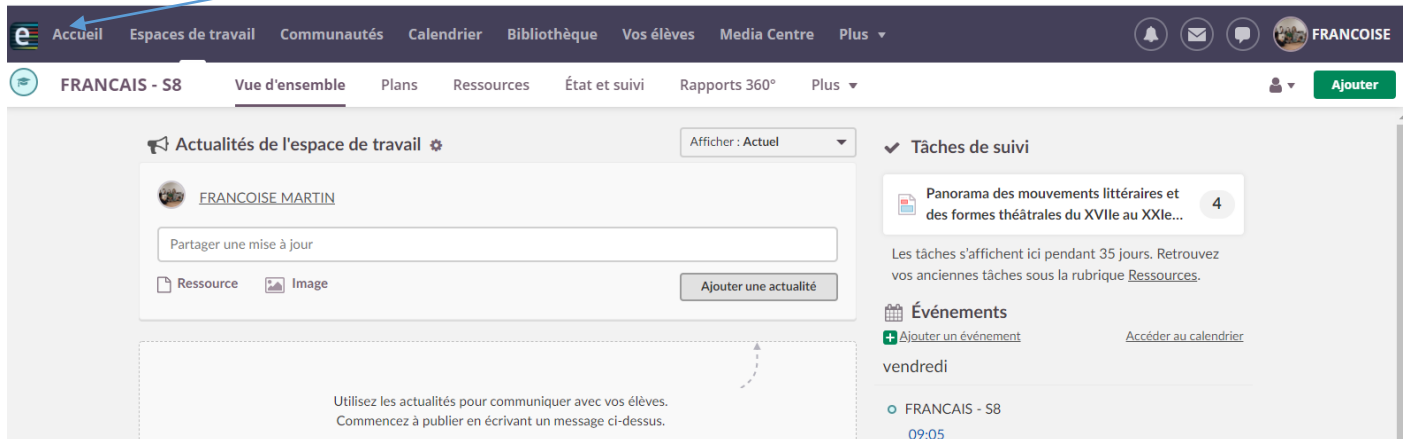 e Accueil Espaces de travail Communautés Calendrier Bibliothèque Vos élèves Media Centre Plus FRANCOISE
FRANCAIS - S8 Vue d'ensemble Plans Ressources État et suivi Rapports 360° Plus Ajouter
Actualités de l'espace de travail
Afficher : Actuel
FRANCOISE MARTIN
Partager une mise à jour
Ressource Image Ajouter une actualité
Utilisez les actualités pour communiquer avec vos élèves.
Commencez à publier en écrivant un message ci-dessus.
Tâches de suivi
Panorama des mouvements littéraires et
des formes théâtrales du XVIIe au XXIe...
4
Les tâches s'affichent ici pendant 35 jours. Retrouvez
vos anciennes tâches sous la rubrique Ressources.
Événements
Ajouter un événement Accéder au calendrier
vendredi
FRANCAIS - S8
09:05